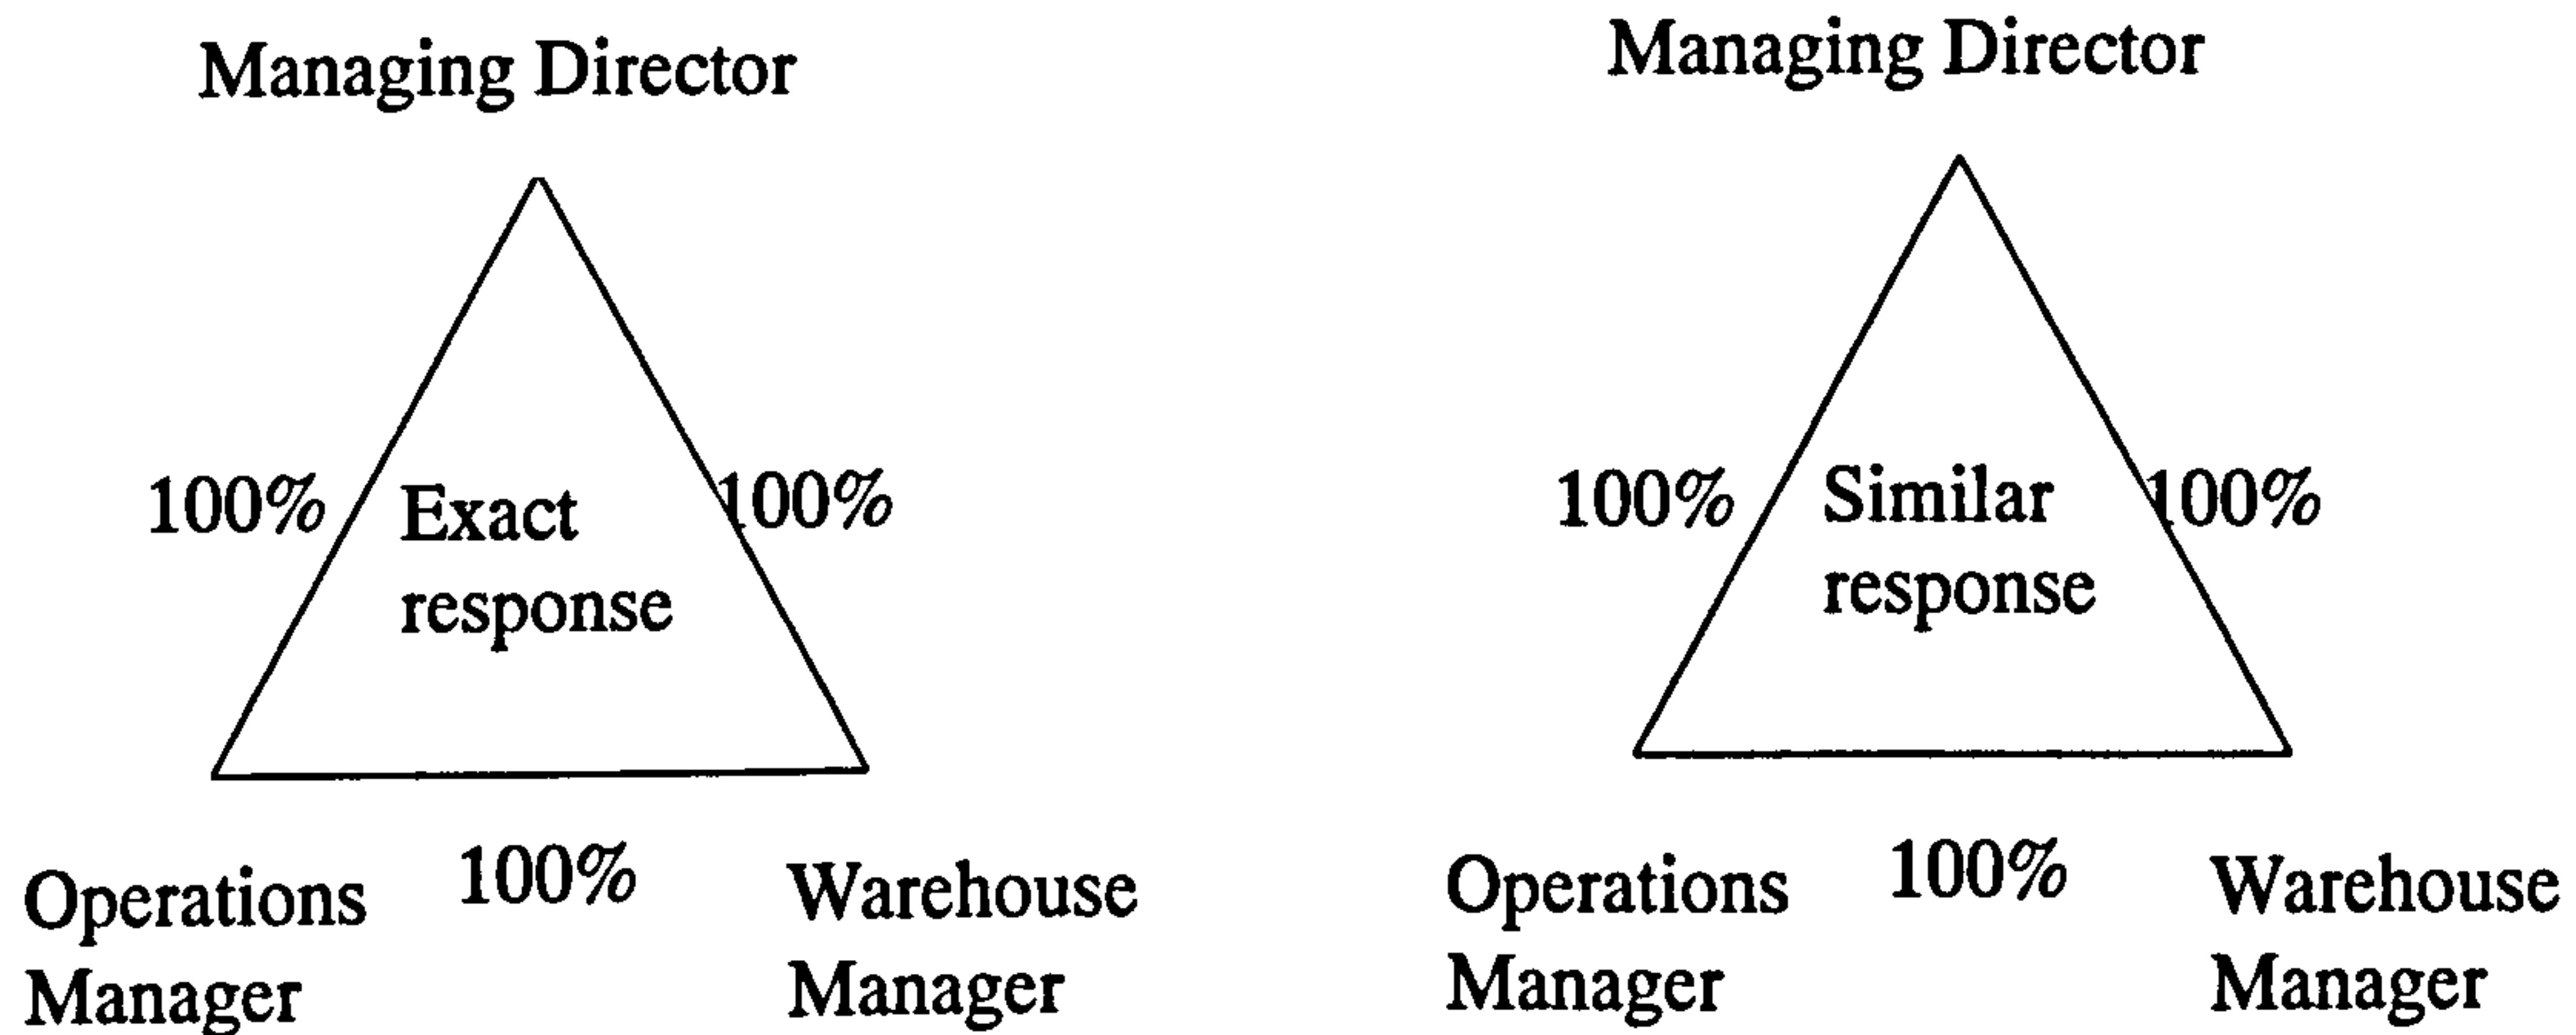 Managing Director
100%
Exact
response
100%
Operations
Manager
100%
Warehouse
Manager
Managing Director
100%
Similar
response
100%
Operations
Manager
100%
Warehouse
Manager